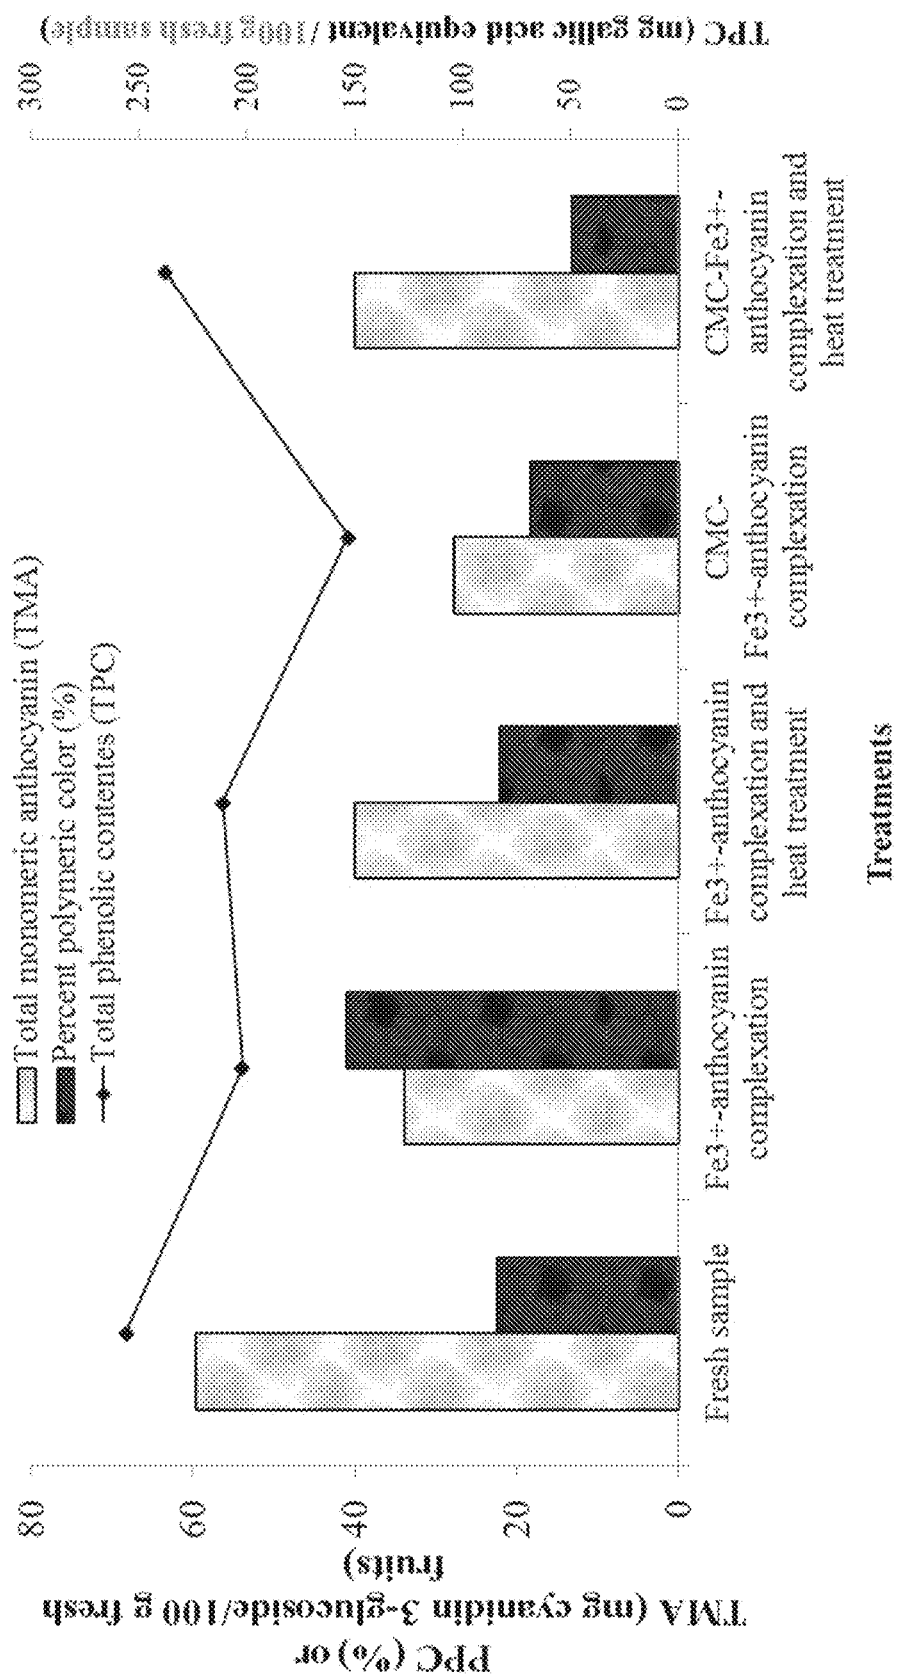 Total monomeric anthocyanin (TMA)
Percent polymeric color (%)
Total phenolic contentes (TPC)
PPC (%) or
TMA (mg cyanidin 3-glucoside/100 g fresh
fruits)
80
60
40
20
0
TPC (mg gallic acid equivalent
/100g fresh sample)
300
250
200
150
100
50
0
Fresh sample
Fe3+-anthocyanin
complexation
Fe3+-anthocyanin
complexation and
heat treatment
CMC-
Fe3+-anthocyanin
complexation
CMC-Fe3+-
anthocyanin
complexation and
heat treatment
Treatments